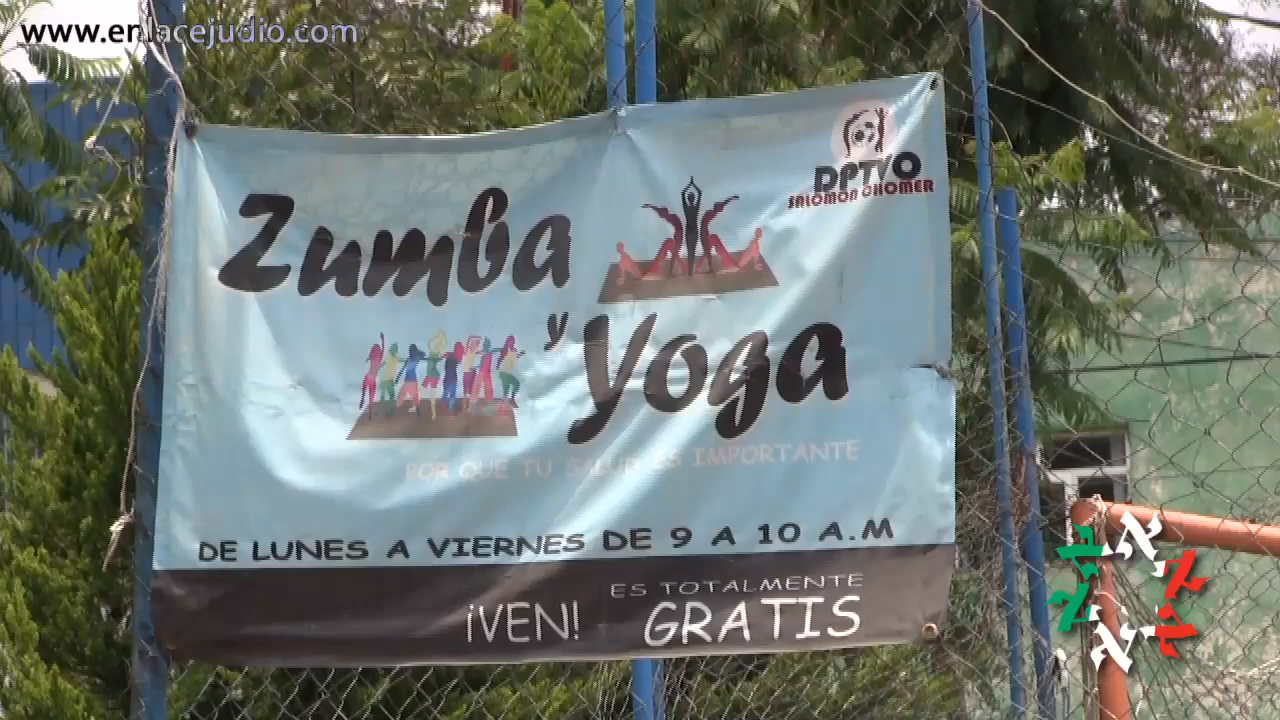 www.enlacejudio.com
DPTVO
SALOMON DHOMER
Zumba
y Yoga
POR QUE TU SALUD ES IMPORTANTE
DE LUNES A VIERNES DE 9 A 10 A.M
ES TOTALMENTE
¡VEN! GRATIS